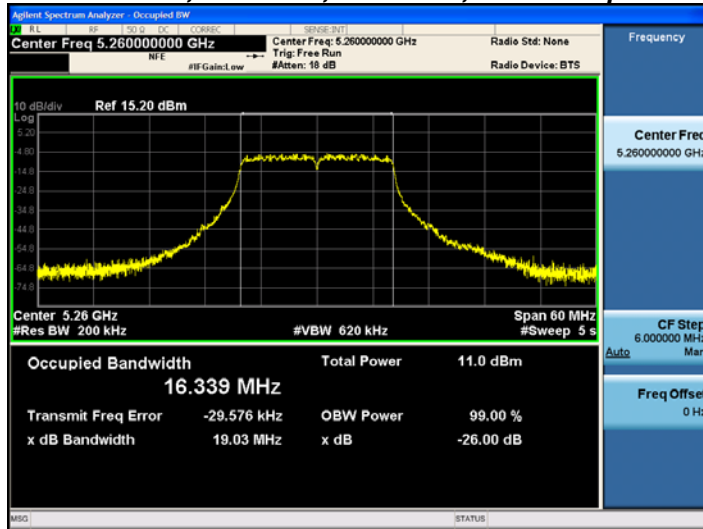 Agilent Spectrum Analyzer - Occupied BW
RL RF 50 Ω DC CORREC SENSE:INT
Center Freq 5.260000000 GHz
NFE
#IFGain:Low
Center Freq: 5.260000000 GHz
Trig: Free Run
#Atten: 18 dB
Radio Std: None
Radio Device: BTS
10 dB/div Ref 15.20 dBm
Log
5.20
-4.80
-14.8
-24.8
-34.8
-44.8
-54.8
-64.8
-74.8
Center 5.26 GHz Span 60 MHz
#Res BW 200 kHz #VBW 620 kHz #Sweep 5 s
Occupied Bandwidth Total Power 11.0 dBm
16.339 MHz
Transmit Freq Error -29.576 kHz OBW Power 99.00 %
x dB Bandwidth 19.03 MHz x dB -26.00 dB
MSG STATUS
Frequency
Center Freq
5.260000000 GHz
CF Step
6.000000 MHz
Auto Man
Freq Offset
0 Hz